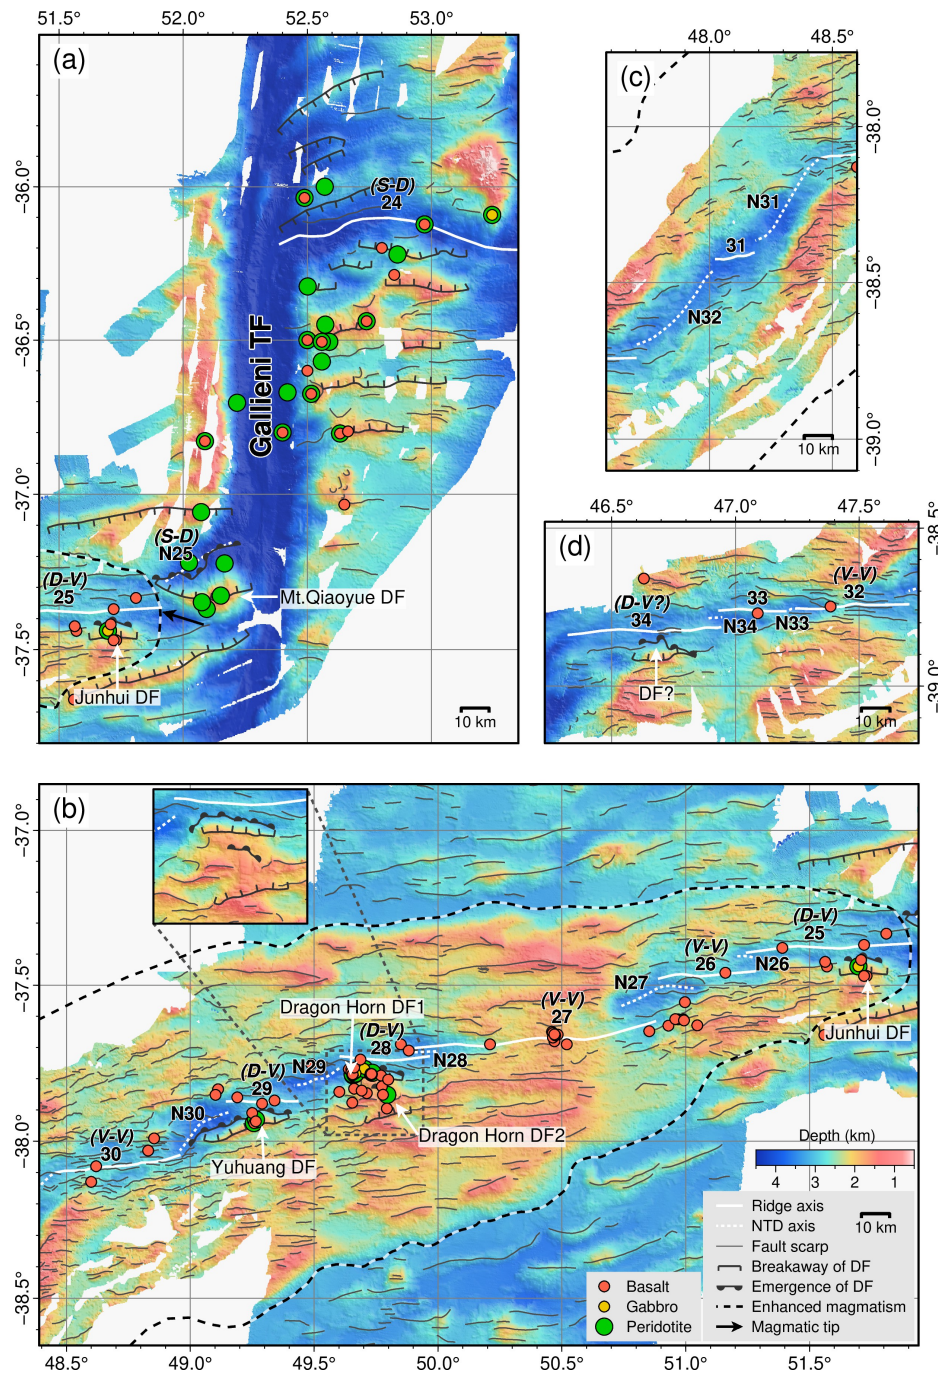 51.5° 52.0° 52.5° 53.0°
(a)
−36.0°
−36.5°
−37.0°
−37.5°
(S-D)
24
Gallieni TF
(S-D)
N25
(D-V)
25
Mt.Qiaoyue DF
Junhui DF
10 km
48.0° 48.5°
(c)
−38.0°
−38.5°
−39.0°
N31
31
N32
10 km
46.5° 47.0° 47.5°
(d)
−38.5°
−39.0°
(V-V)
32
33
(D-V?)
34
N34
N33
DF?
10 km
(b)
−37.0°
−37.5°
−38.0°
−38.5°
(D-V)
25
(V-V)
26
N26
N27
(V-V)
27
Dragon Horn DF1
(D-V)
28
N28
N29
(D-V)
29
N30
(V-V)
30
Junhui DF
Dragon Horn DF2
Yuhuang DF
Depth (km)
4 3 2 1
Ridge axis
NTD axis
10 km
Fault scarp
Breakaway of DF
Emergence of DF
Enhanced magmatism
Magmatic tip
Basalt
Gabbro
Peridotite
48.5° 49.0° 49.5° 50.0° 50.5° 51.0° 51.5°